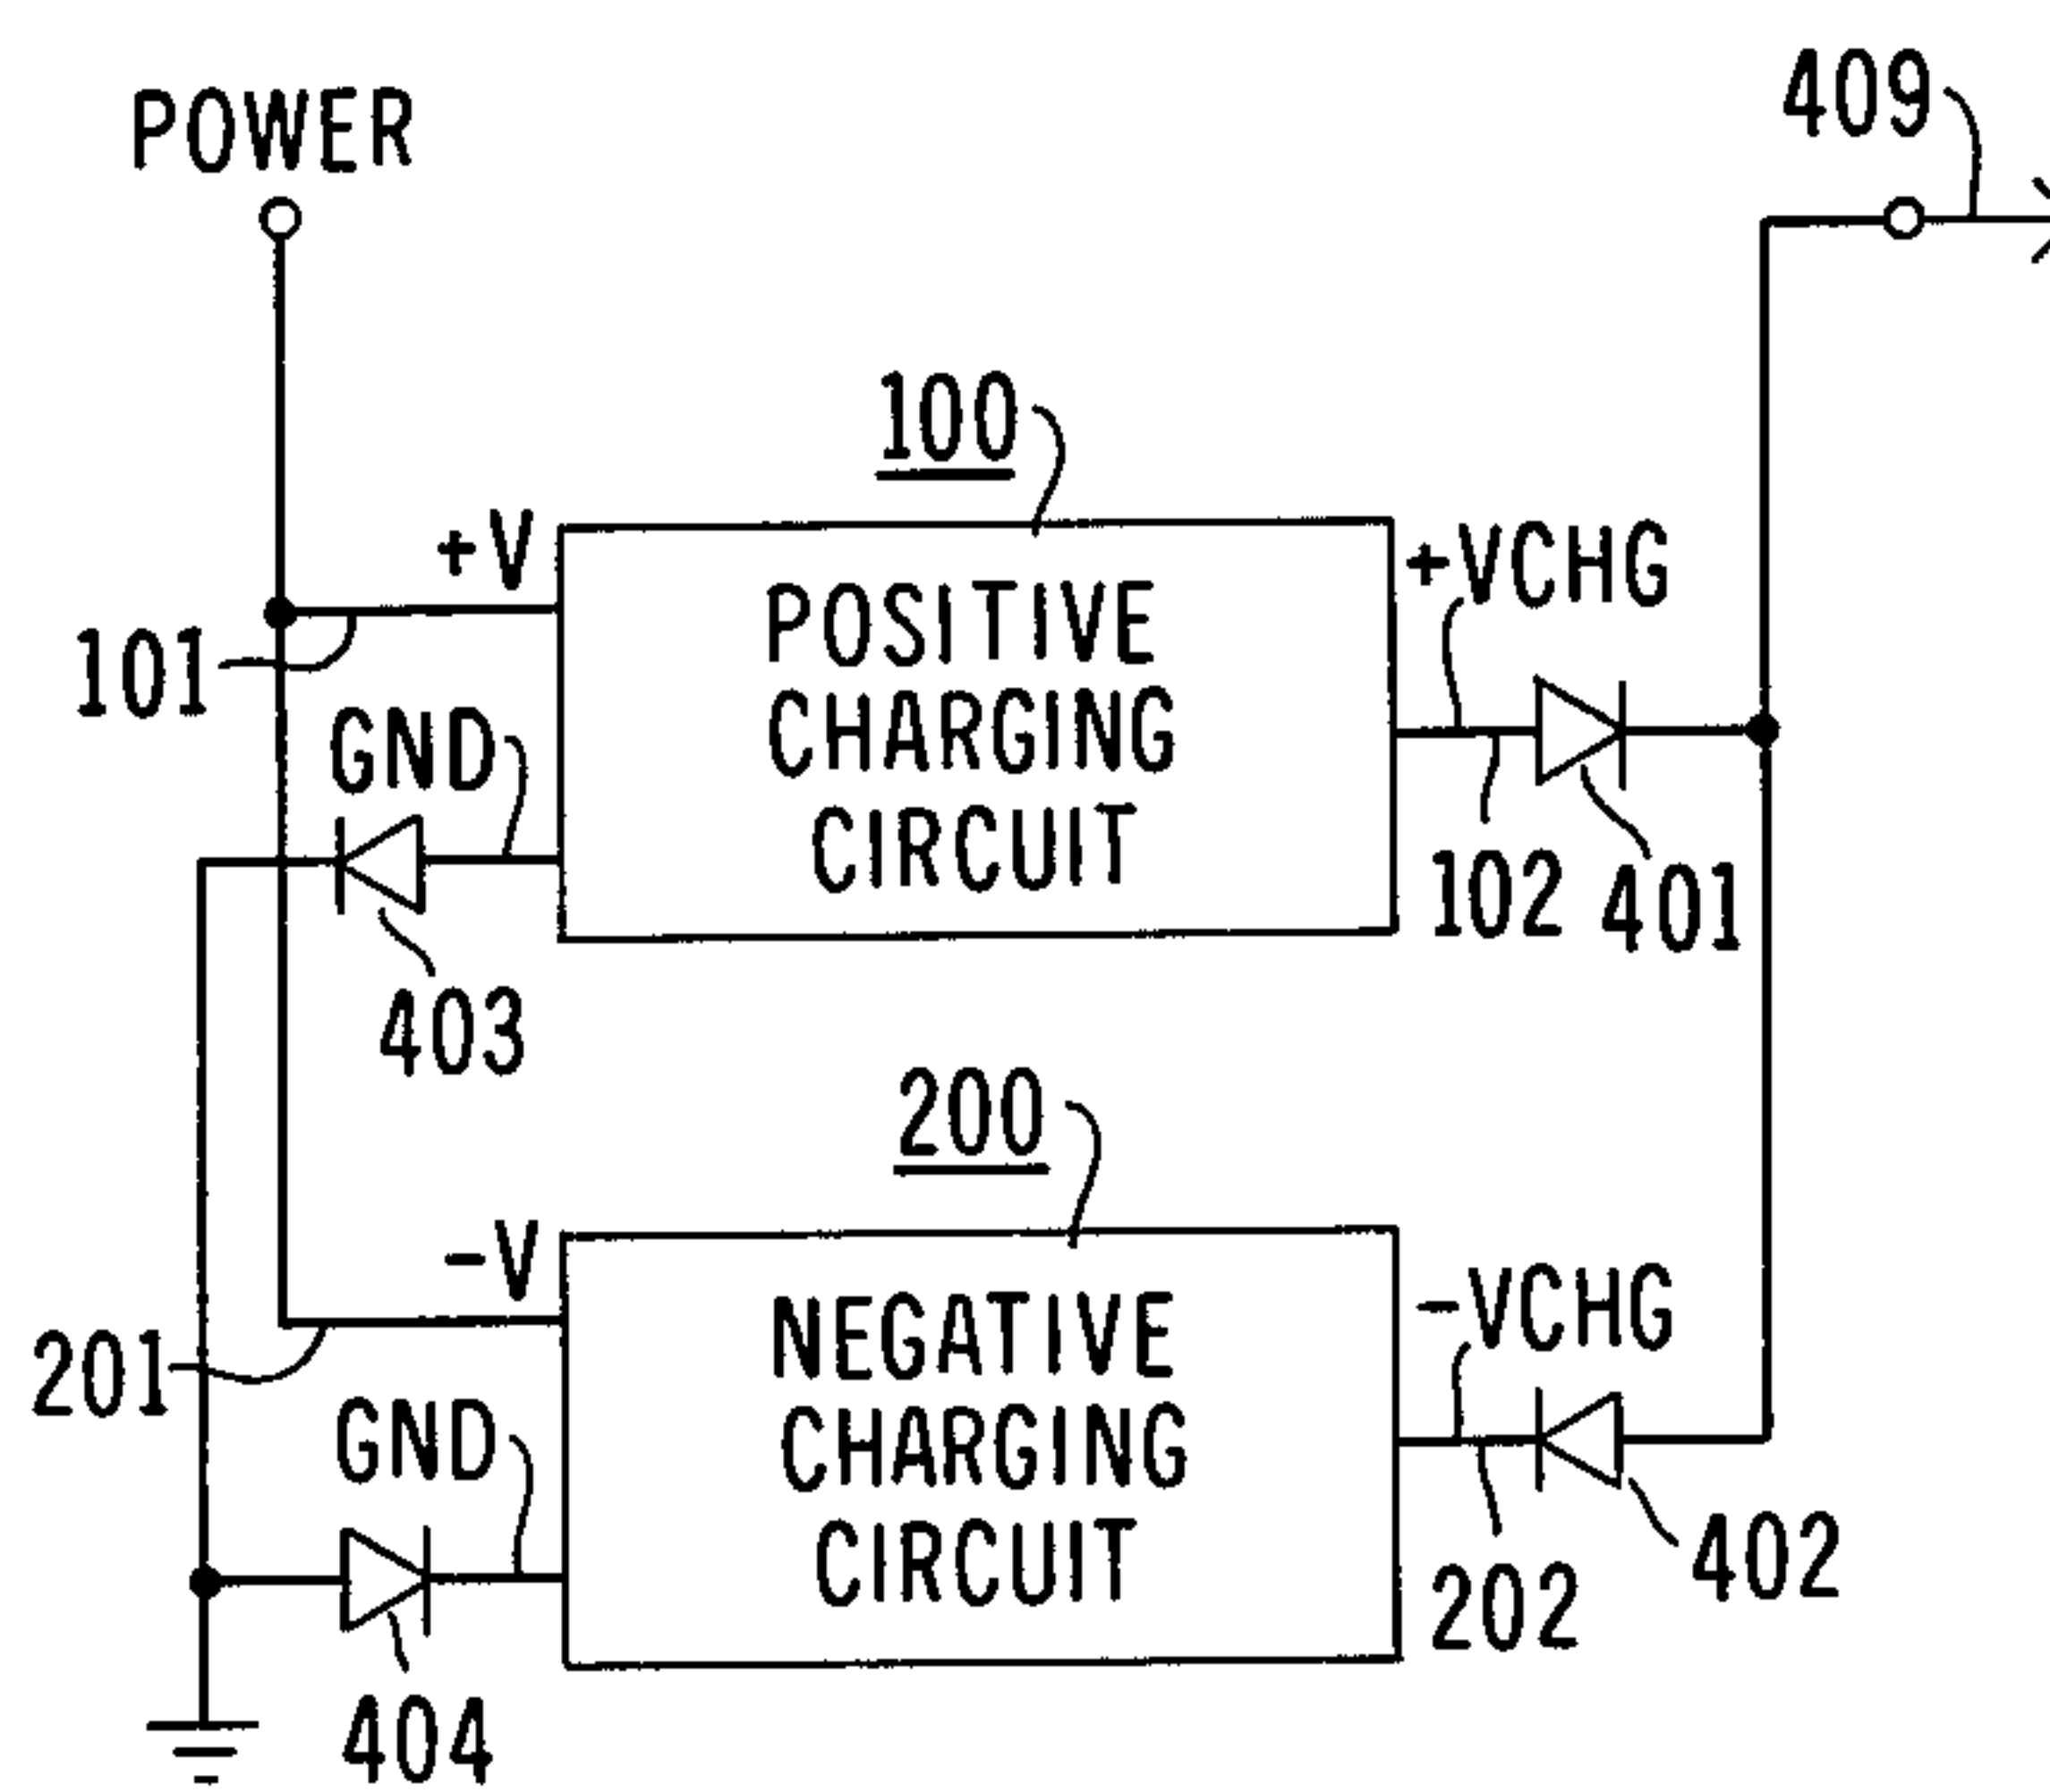 POWER
409
100
+V
+VCHG
101
POSITIVE
CHARGING
CIRCUIT
GND
102
401
403
200
-V
-VCHG
201
NEGATIVE
CHARGING
CIRCUIT
GND
202
402
404